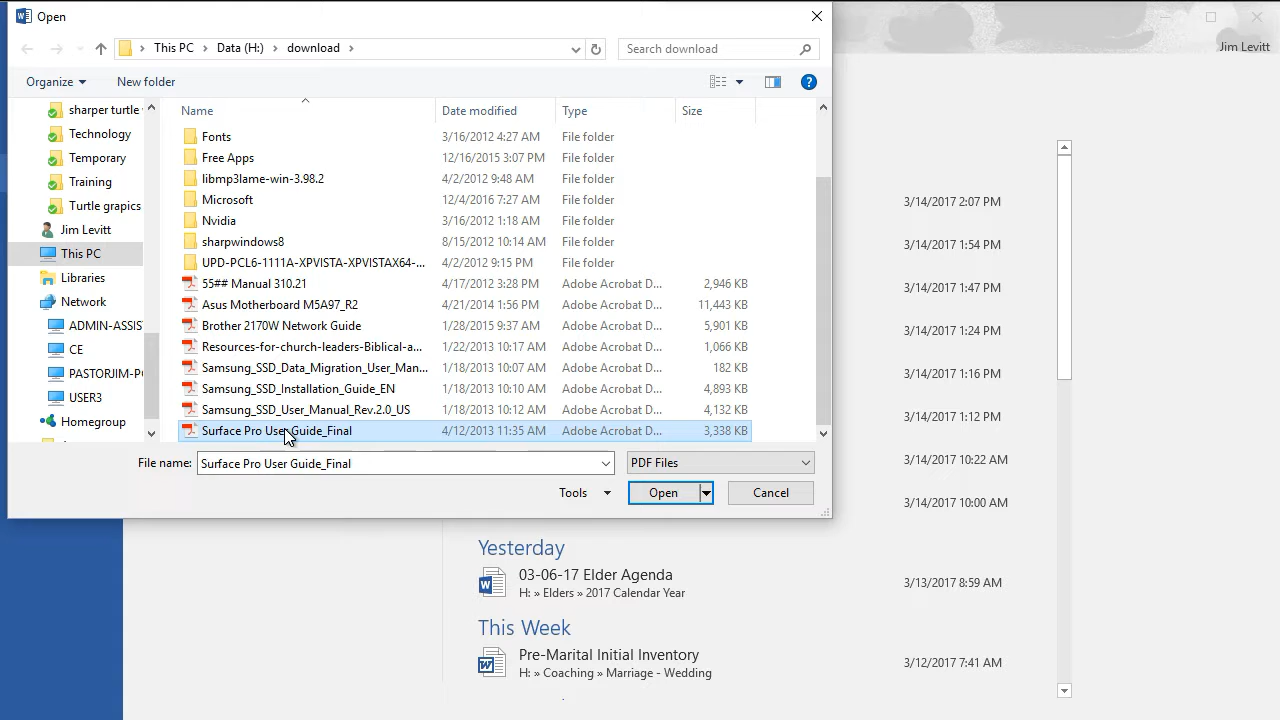 Open
Jim Levitt
This PC > Data (H:) > download >
Search download
Organize
New folder
Name Date modified Type Size
sharper turtle
Technology
Temporary
Training
Turtle grapics
Jim Levitt
This PC
Libraries
Network
ADMIN-ASSIS
CE
PASTORJIM-P
USER3
Homegroup
Fonts 3/16/2012 4:27 AM File folder
Free Apps 12/16/2015 3:07 PM File folder
libmp3lame-win-3.98.2 4/2/2012 9:48 AM File folder
Microsoft 12/4/2016 7:27 AM File folder
Nvidia 3/16/2012 1:18 AM File folder
sharpwindows8 8/15/2012 10:14 AM File folder
UPD-PCL6-1111A-XPVISTA-XPVISTAX64-... 4/2/2012 9:15 PM File folder
55## Manual 310.21 4/17/2012 3:28 PM Adobe Acrobat D... 2,946 KB
Asus Motherboard M5A97_R2 4/21/2014 1:56 PM Adobe Acrobat D... 11,443 KB
Brother 2170W Network Guide 1/28/2015 9:37 AM Adobe Acrobat D... 5,901 KB
Resources-for-church-leaders-Biblical-a... 1/22/2013 10:17 AM Adobe Acrobat D... 1,066 KB
Samsung_SSD_Data_Migration_User_Man... 1/18/2013 10:07 AM Adobe Acrobat D... 182 KB
Samsung_SSD_Installation_Guide_EN 1/18/2013 10:10 AM Adobe Acrobat D... 4,893 KB
Samsung_SSD_User_Manual_Rev.2.0_US 1/18/2013 10:12 AM Adobe Acrobat D... 4,132 KB
Surface Pro User Guide_Final 4/12/2013 11:35 AM Adobe Acrobat D... 3,338 KB
File name: Surface Pro User Guide_Final PDF Files
Tools Open Cancel
3/14/2017 2:07 PM
3/14/2017 1:54 PM
3/14/2017 1:47 PM
3/14/2017 1:24 PM
3/14/2017 1:16 PM
3/14/2017 1:12 PM
3/14/2017 10:22 AM
3/14/2017 10:00 AM
Yesterday
03-06-17 Elder Agenda 3/13/2017 8:59 AM
H: » Elders » 2017 Calendar Year
This Week
Pre-Marital Initial Inventory 3/12/2017 7:41 AM
H: » Coaching » Marriage - Wedding